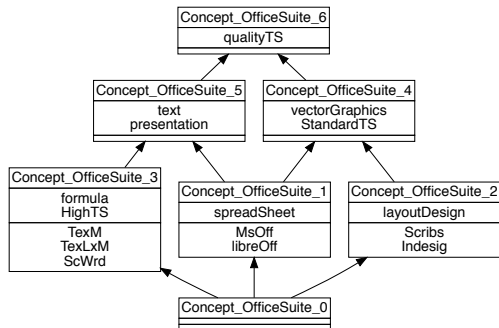 Concept_OfficeSuite_6
qualityTS
Concept_OfficeSuite_5
text
presentation
Concept_OfficeSuite_4
vectorGraphics
StandardTS
Concept_OfficeSuite_3
formula
HighTS
TexM
TexLxM
ScWrd
Concept_OfficeSuite_1
spreadSheet
MsOff
libreOff
Concept_OfficeSuite_2
layoutDesign
Scribs
Indesig
Concept_OfficeSuite_0